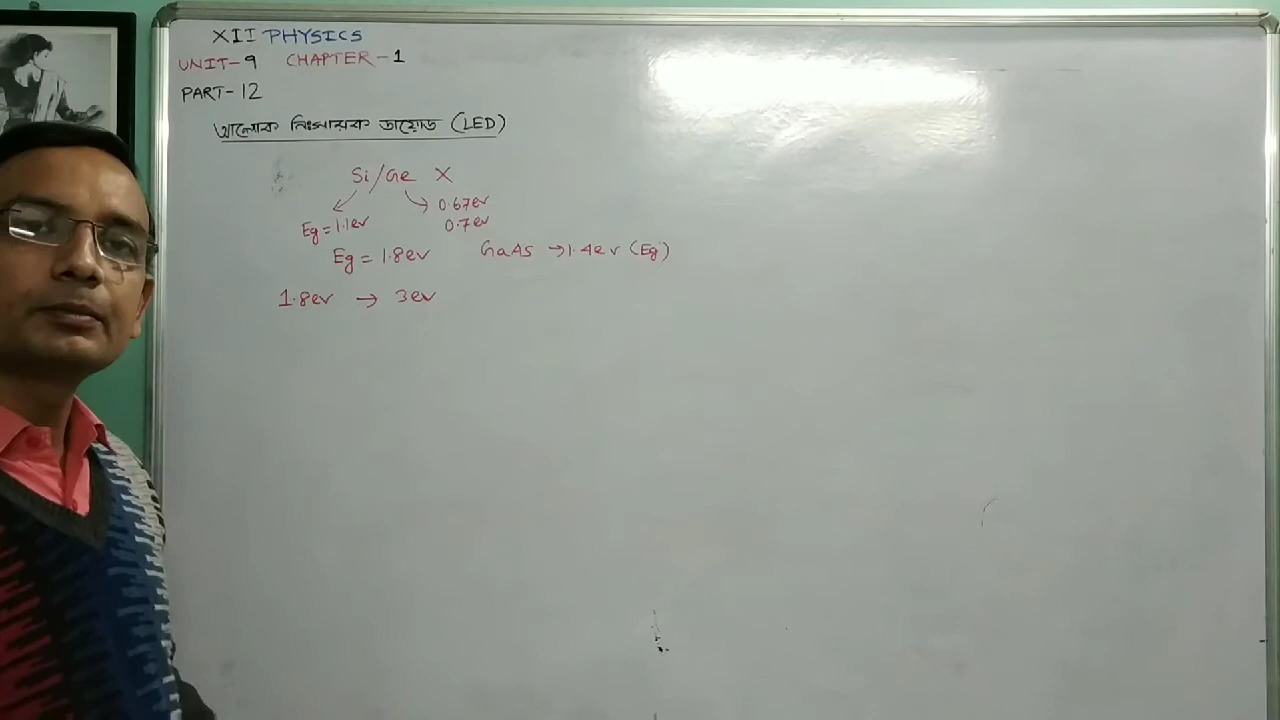 XII PHYSICS
UNIT-9 CHAPTER-1
PART-12
আলোক নিঃসারক ডায়োড (LED)
Si/Ge X
0.67ev
Eg=1.1ev 0.7ev
Eg = 1.8ev GaAs →1.4ev (Eg)
1.8ev → 3ev